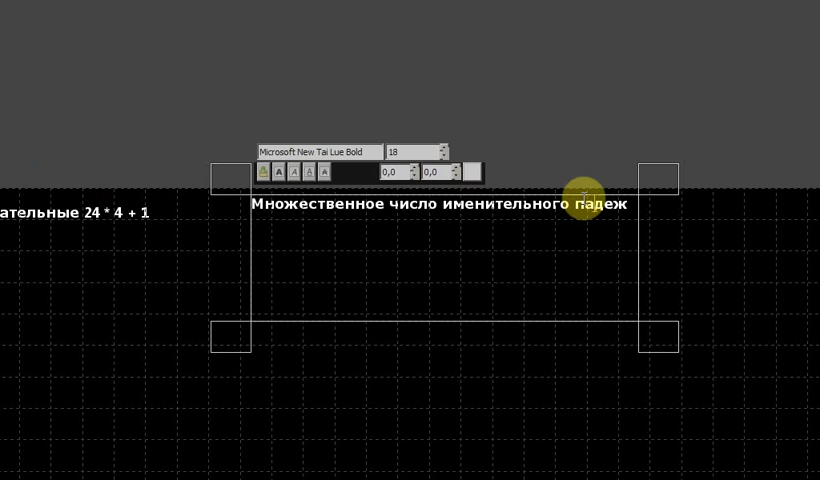 Microsoft New Tai Lue Bold 18
A A A A 0,0 0,0
Множественное число именительного падеж
ательные 24 * 4 + 1